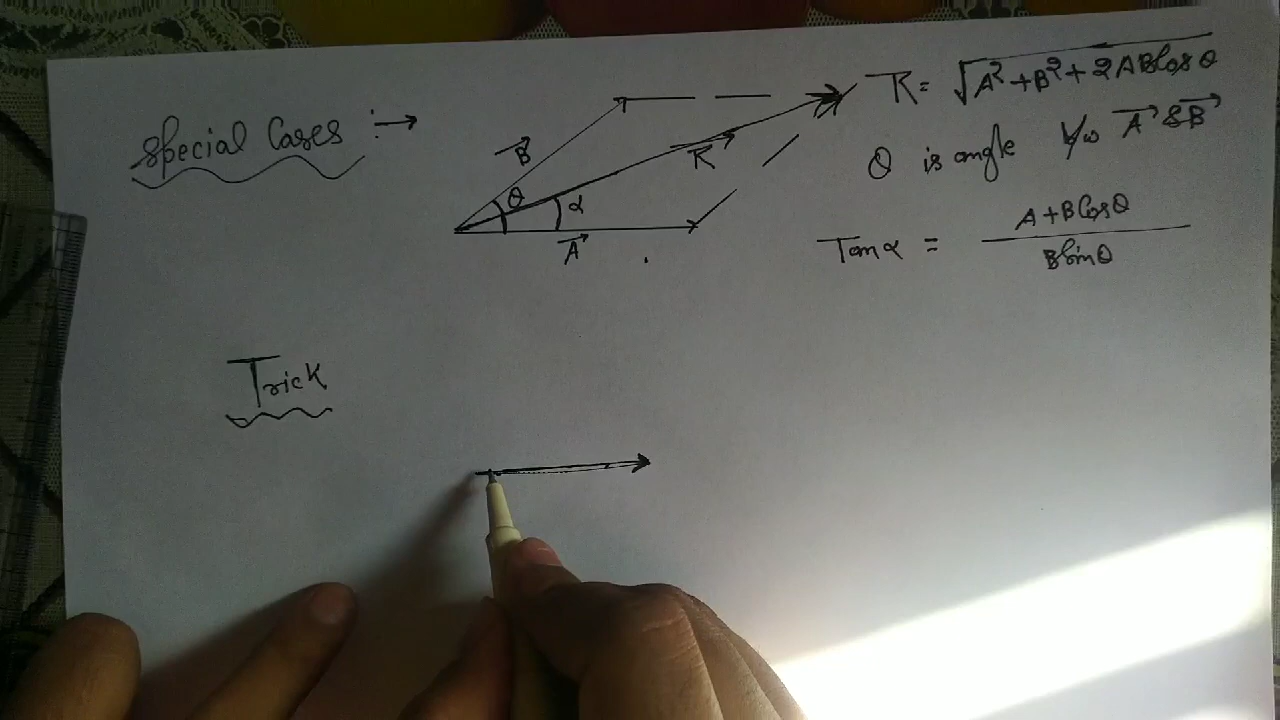 Special Cases :→
B
R
θ
α
A
R = √A²+B²+2ABCosθ
θ is angle b/w A & B
Tanα = A+BCosθ / BSinθ
Trick